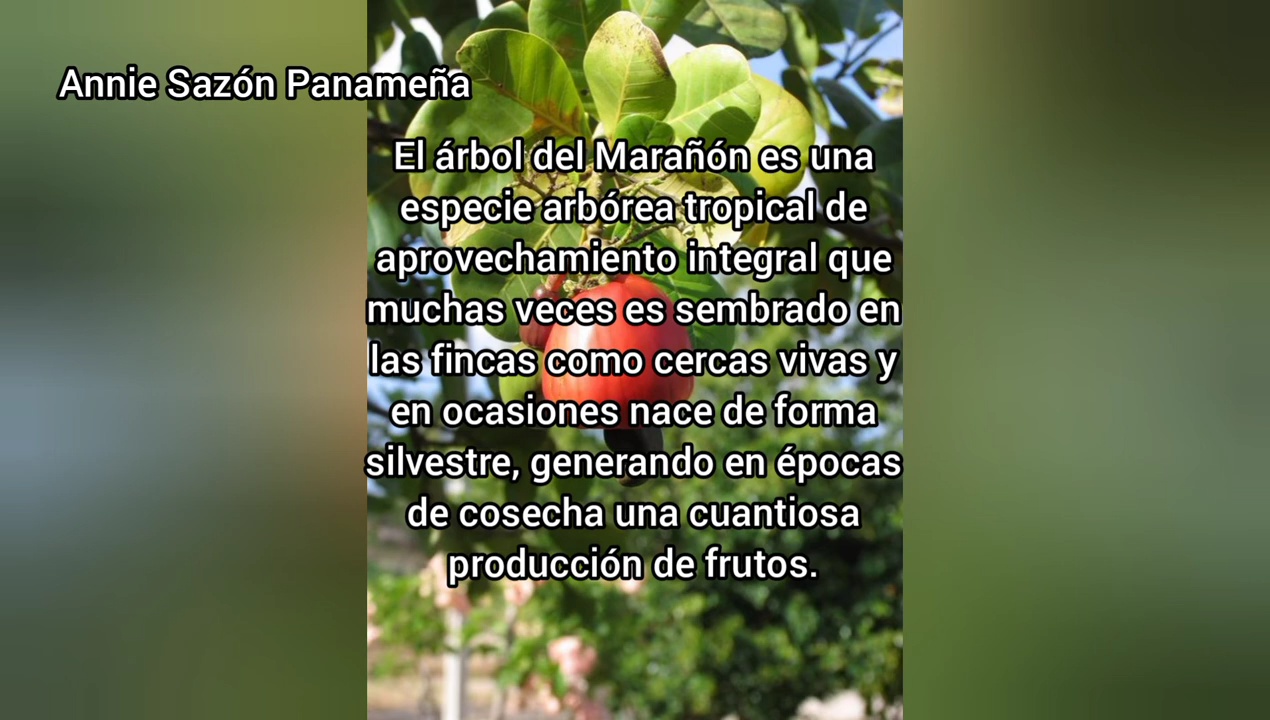 Annie Sazón Panameña
El árbol del Marañón es una
especie arbórea tropical de
aprovechamiento integral que
muchas veces es sembrado en
las fincas como cercas vivas y
en ocasiones nace de forma
silvestre, generando en épocas
de cosecha una cuantiosa
producción de frutos.